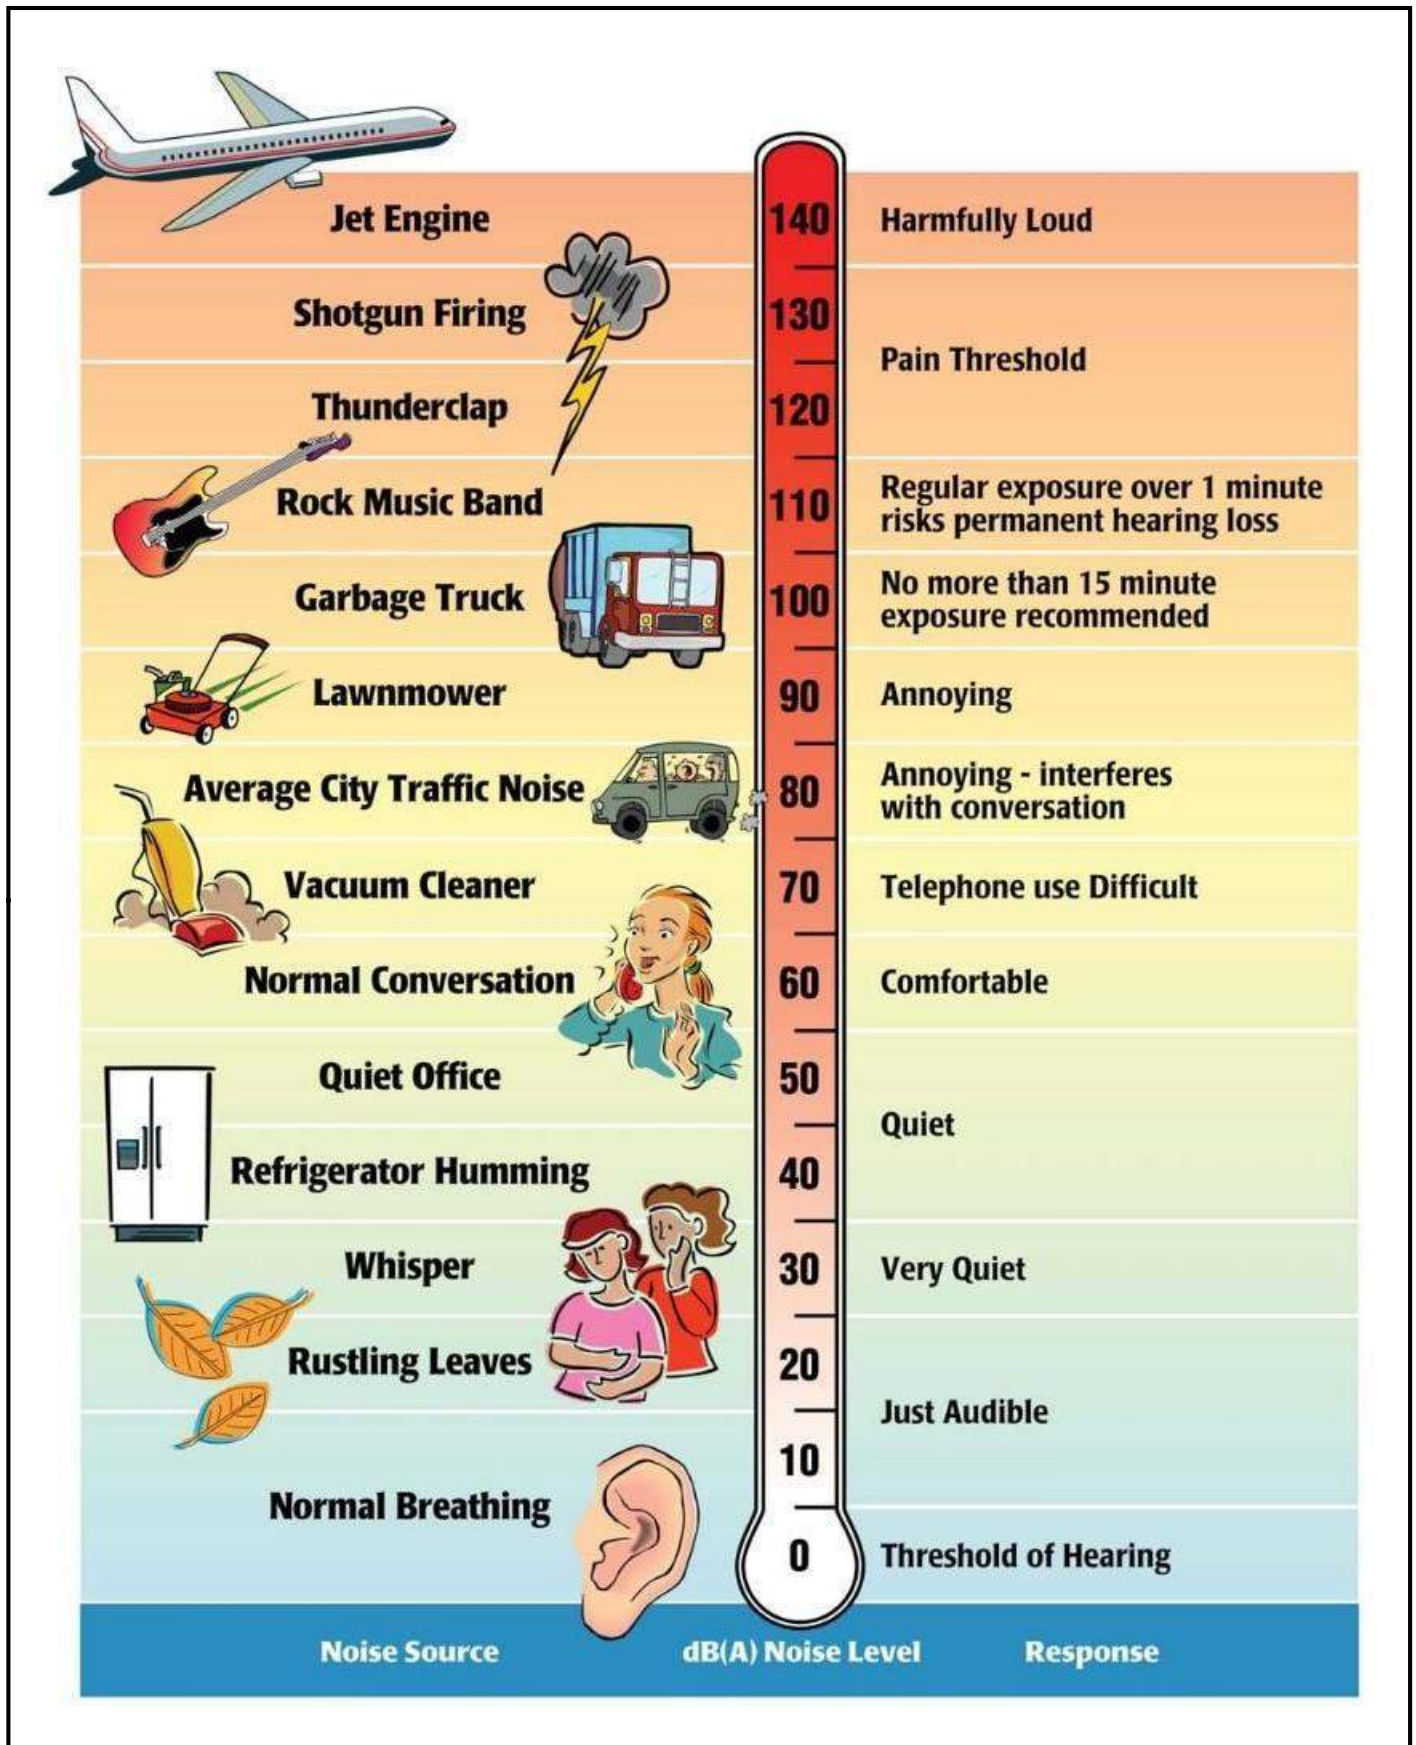 Jet Engine 140 Harmfully Loud
Shotgun Firing 130
Pain Threshold
Thunderclap 120
Rock Music Band 110 Regular exposure over 1 minute
risks permanent hearing loss
Garbage Truck 100 No more than 15 minute
exposure recommended
Lawnmower 90 Annoying
Average City Traffic Noise 80 Annoying - interferes
with conversation
Vacuum Cleaner 70 Telephone use Difficult
Normal Conversation 60 Comfortable
Quiet Office 50
Quiet
Refrigerator Humming 40
Whisper 30 Very Quiet
Rustling Leaves 20
Just Audible
10
Normal Breathing
0 Threshold of Hearing
Noise Source dB(A) Noise Level Response